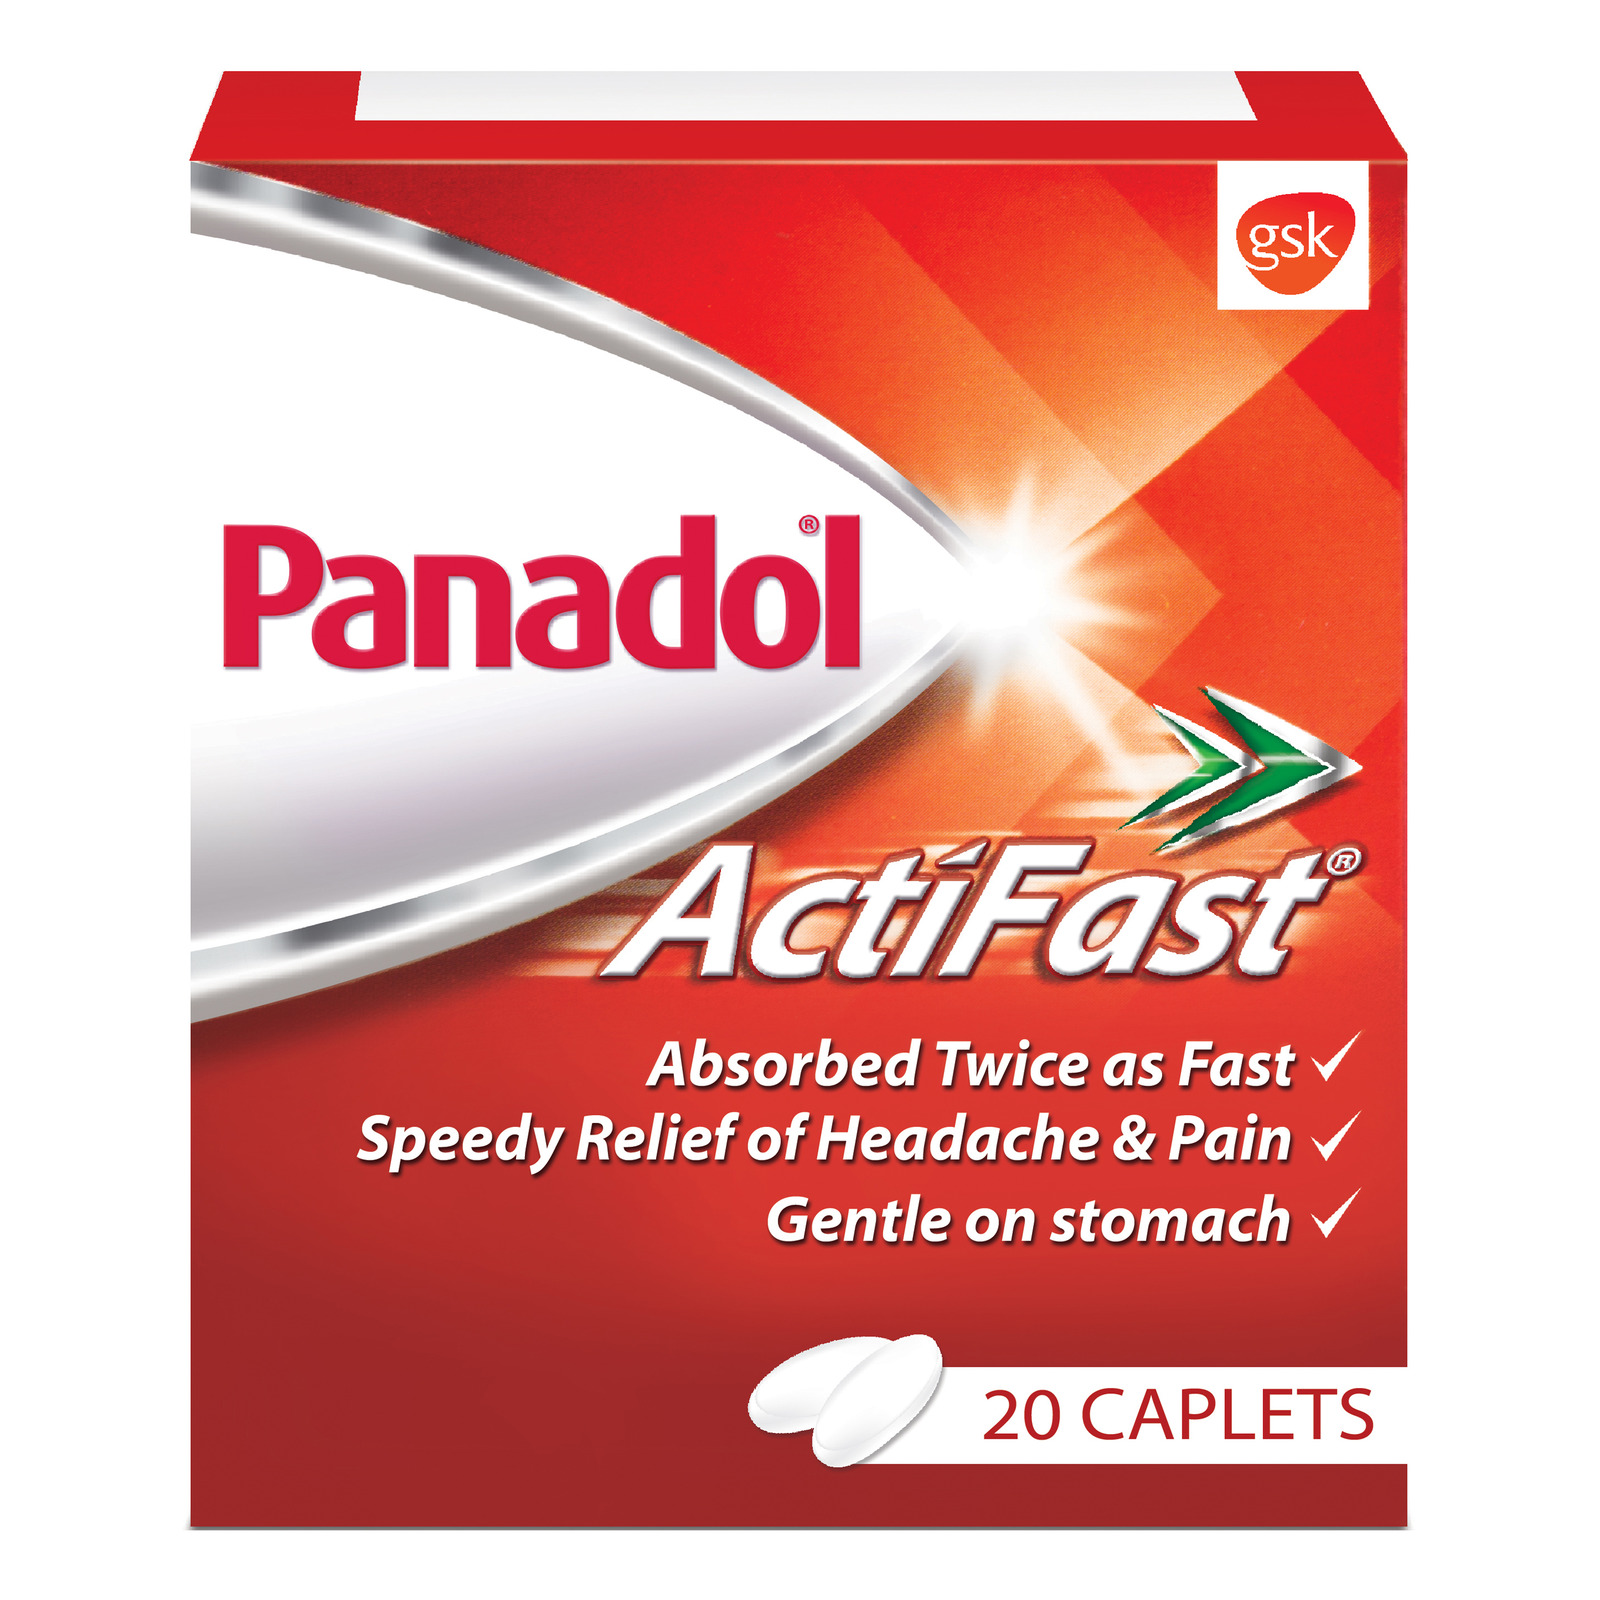 gsk
Panadol®
ActiFast®
Absorbed Twice as Fast ✓
Speedy Relief of Headache & Pain ✓
Gentle on stomach ✓
20 CAPLETS